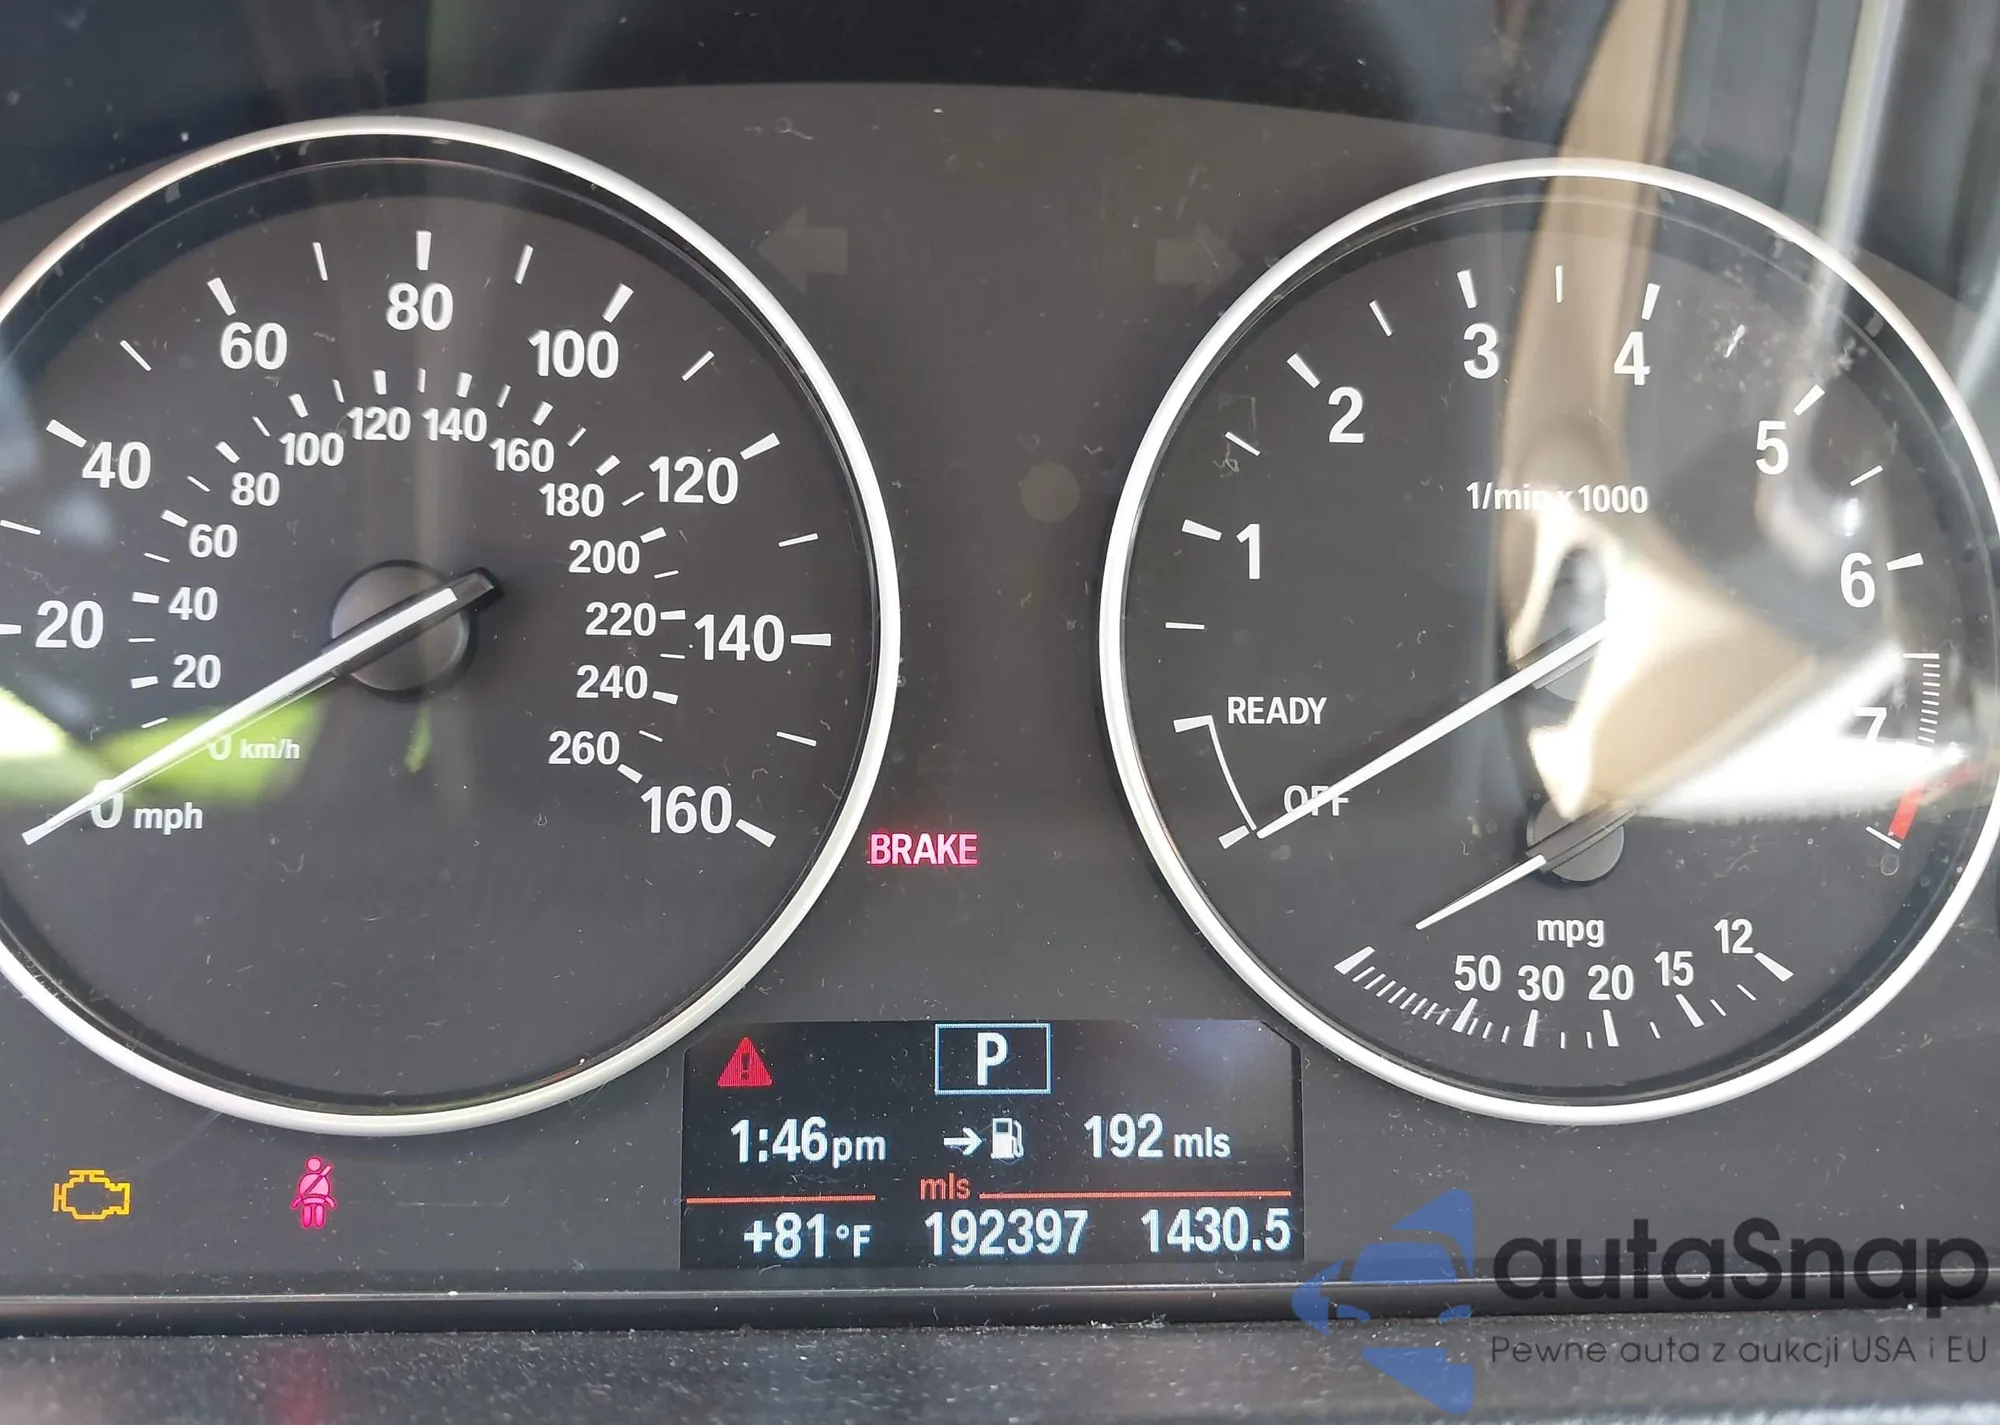 80
60
100
40
120
20
140
0 mph
160
120 140
100
160
80
180
60
200
40
220
20
240
0 km/h
260
3
4
2
5
1/min x 1000
1
6
READY
7
OFF
mpg
50 30 20 15 12
BRAKE
P
1:46pm
192 mls
mls
+81°F 192397 1430.5
autaSnap
Pewne auta z aukcji USA i EU